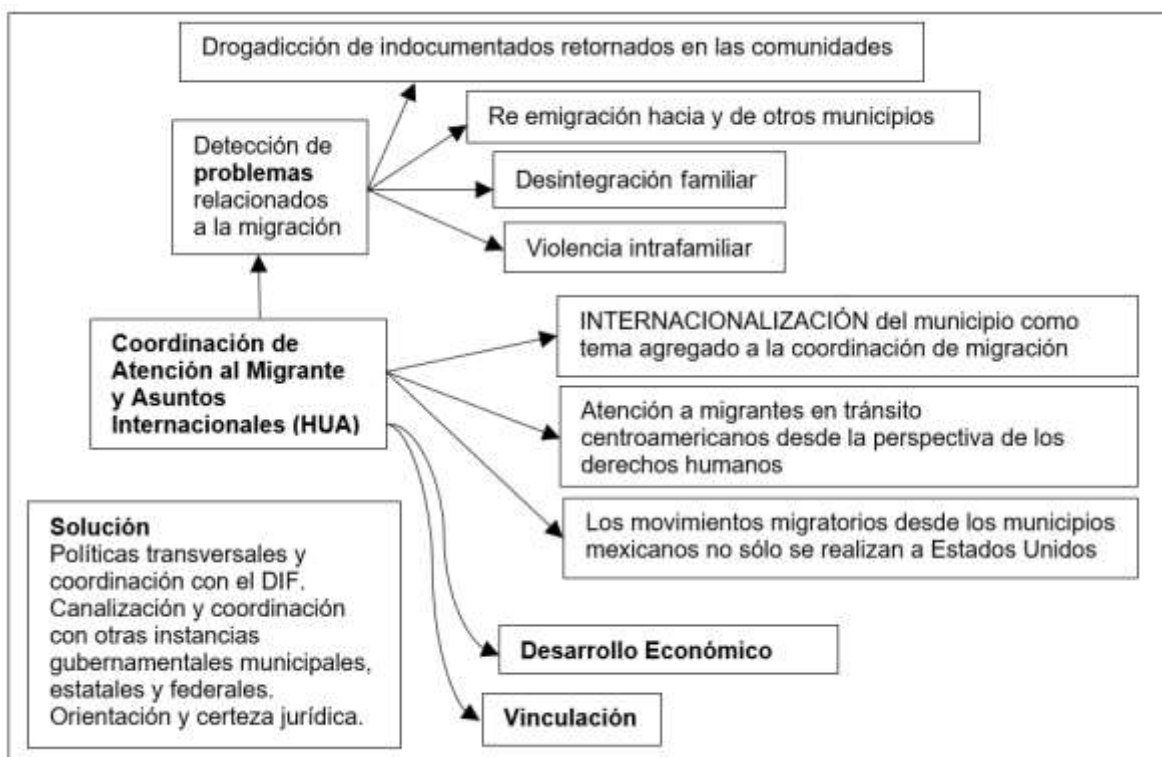 Drogadicción de indocumentados retornados en las comunidades
Re emigración hacia y de otros municipios
Detección de
problemas
relacionados
a la migración
Desintegración familiar
Violencia intrafamiliar
Coordinación de
Atención al Migrante
y Asuntos
Internacionales (HUA)
INTERNACIONALIZACIÓN del municipio como
tema agregado a la coordinación de migración
Atención a migrantes en tránsito
centroamericanos desde la perspectiva de los
derechos humanos
Los movimientos migratorios desde los municipios
mexicanos no sólo se realizan a Estados Unidos
Solución
Políticas transversales y
coordinación con el DIF.
Canalización y coordinación
con otras instancias
gubernamentales municipales,
estatales y federales.
Orientación y certeza jurídica.
Desarrollo Económico
Vinculación